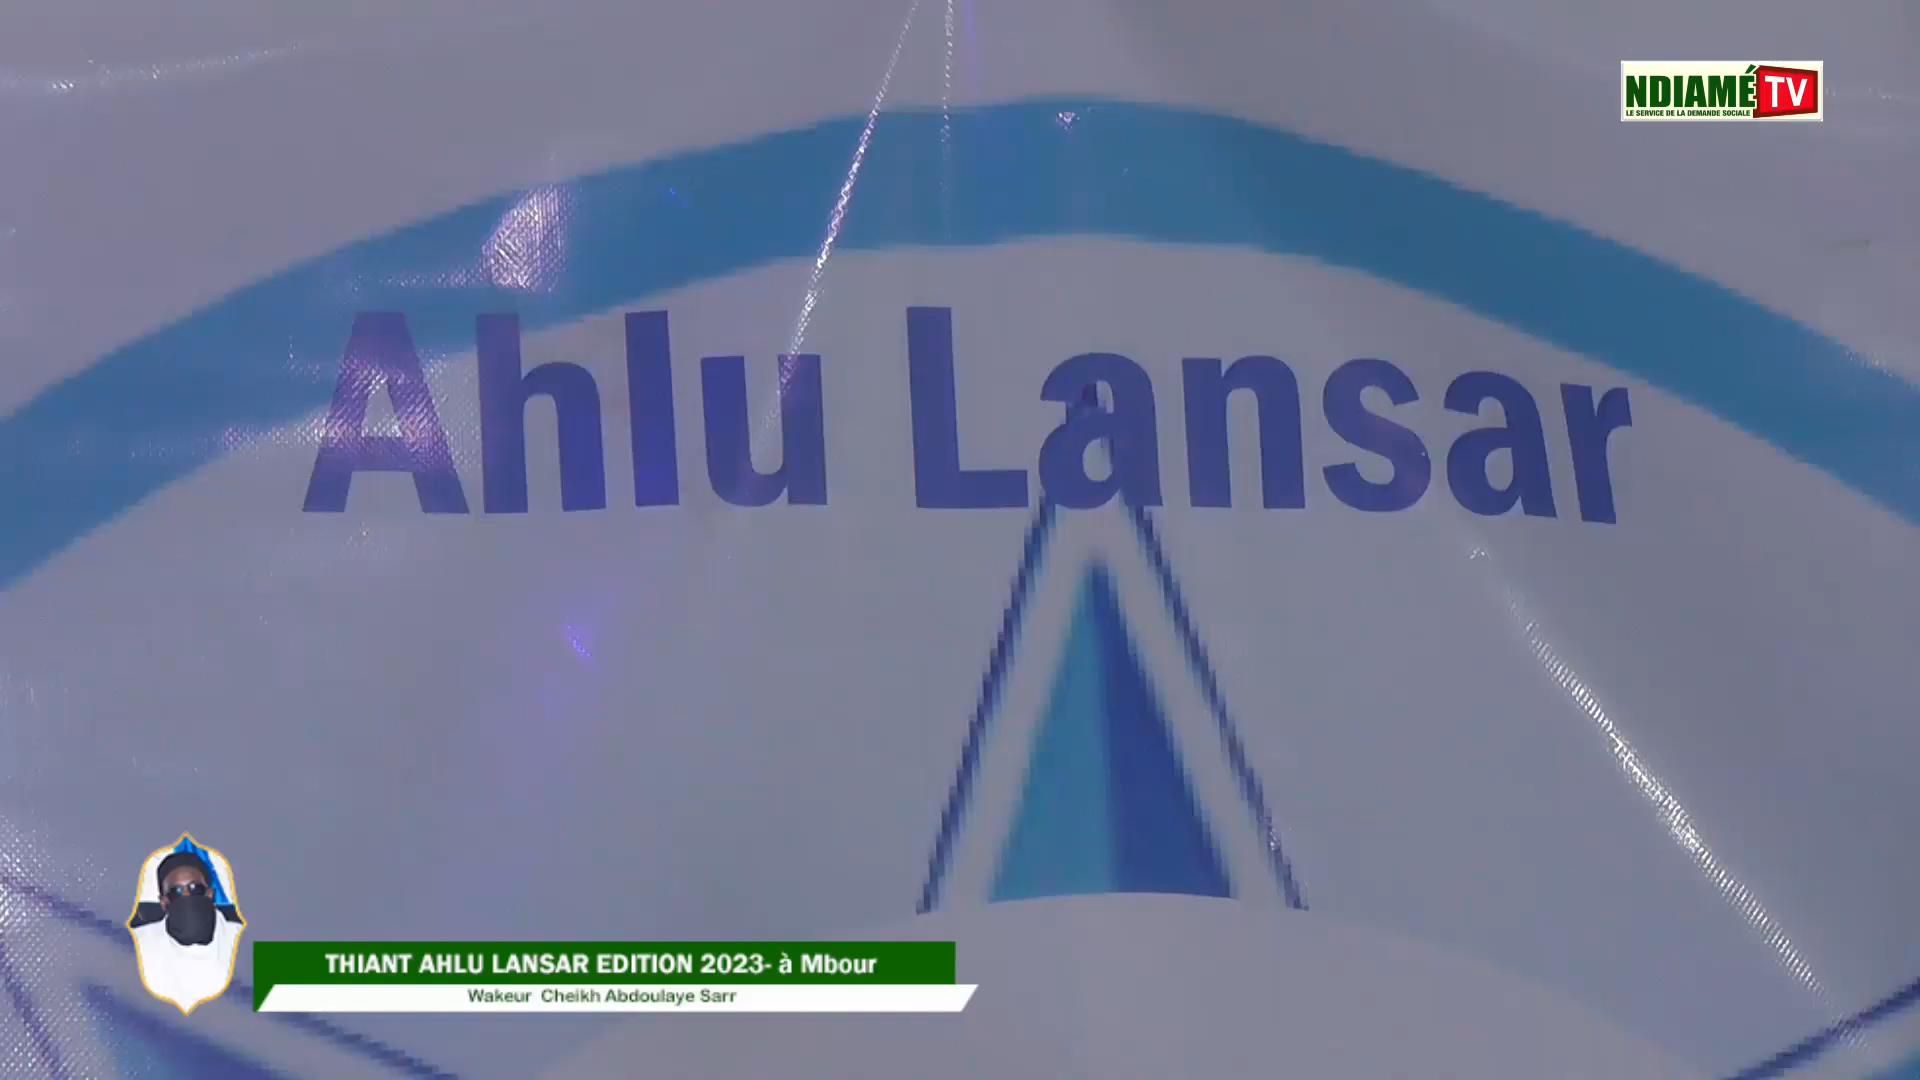 NDIAMÉ TV
LE SERVICE DE LA DEMANDE SOCIALE
Ahlu Lansar
THIANT AHLU LANSAR EDITION 2023- à Mbour
Wakeur Cheikh Abdoulaye Sarr